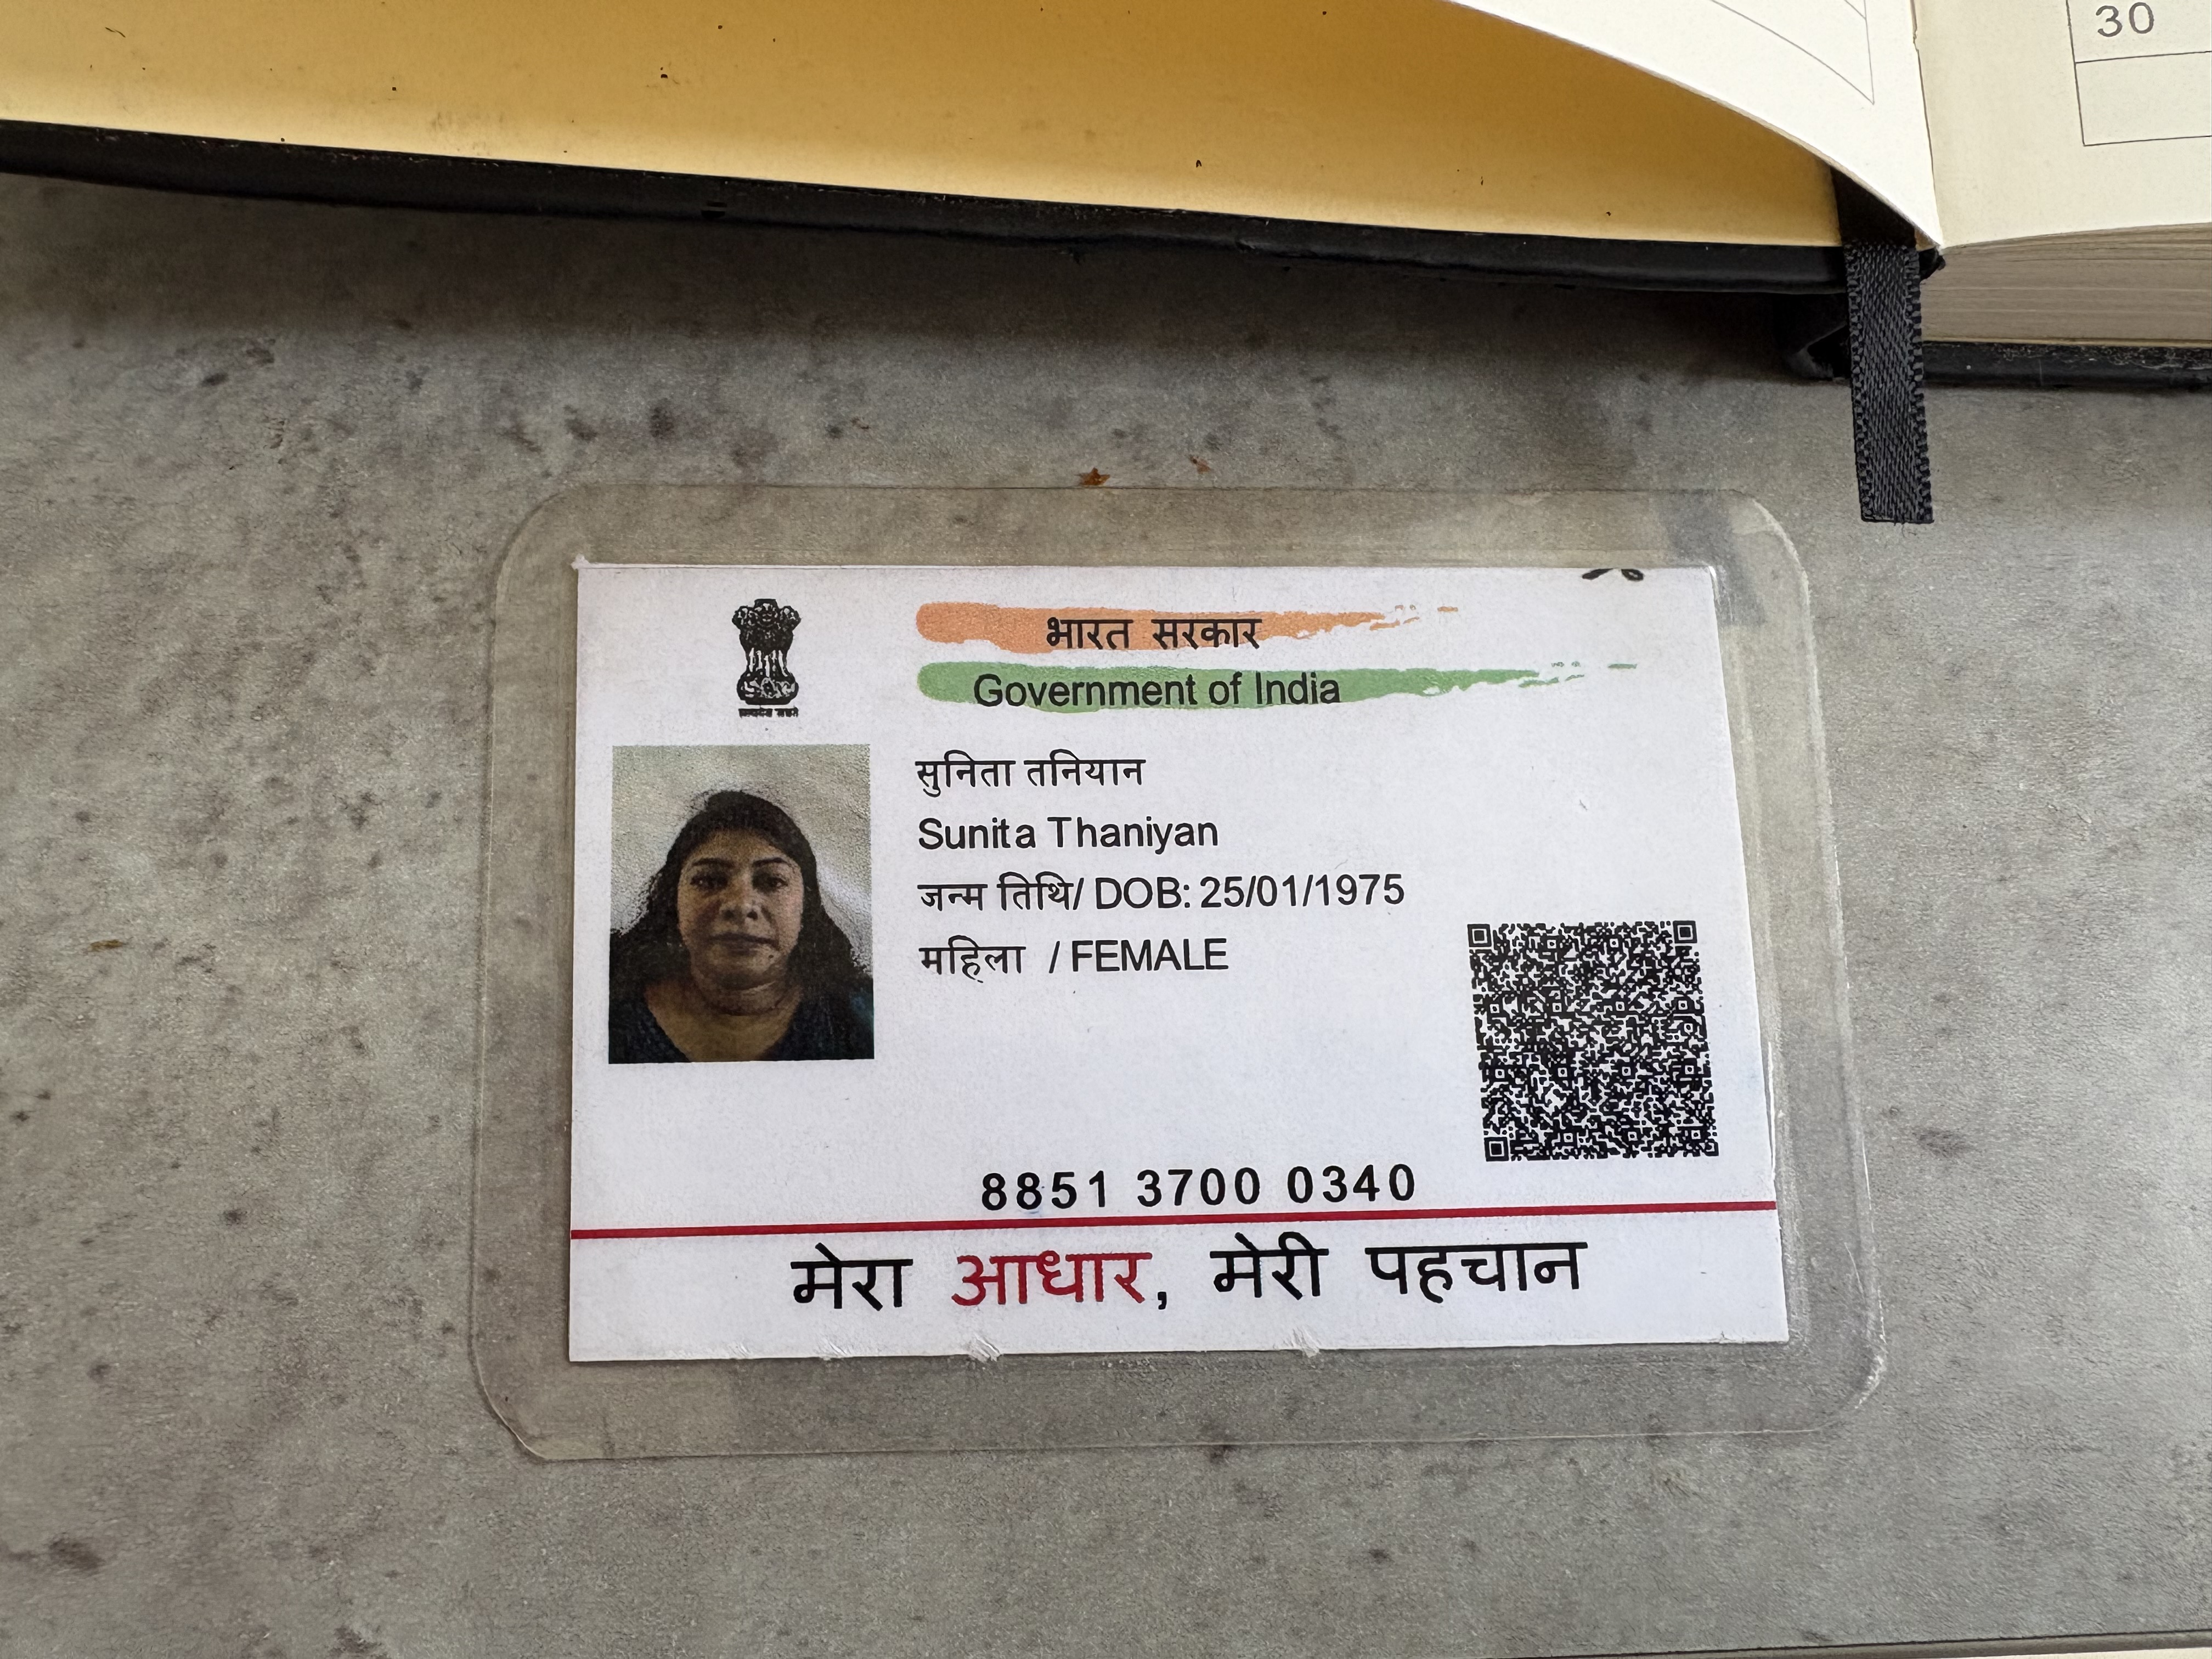 भारत सरकार
Government of India
सुनिता तनियान
Sunita Thaniyan
जन्म तिथि/ DOB: 25/01/1975
महिला / FEMALE
8851 3700 0340
मेरा आधार, मेरी पहचान
30